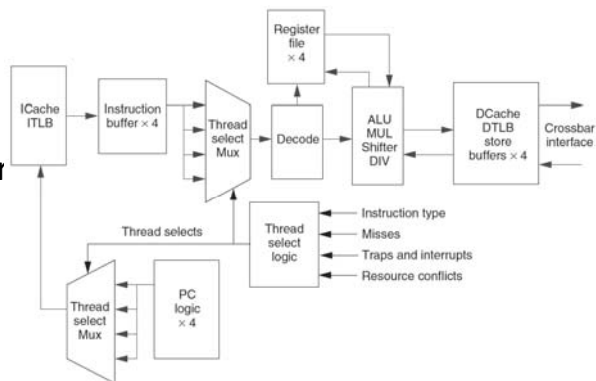 Register
file
× 4
ICache
ITLB
Instruction
buffer × 4
Thread
select
Mux
Decode
ALU
MUL
Shifter
DIV
DCache
DTLB
store
buffers × 4
Crossbar
interface
r
Thread selects
Thread
select
logic
Instruction type
Misses
Traps and interrupts
Resource conflicts
Thread
select
Mux
PC
logic
× 4